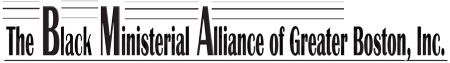 The Black Ministerial Alliance of Greater Boston, Inc.